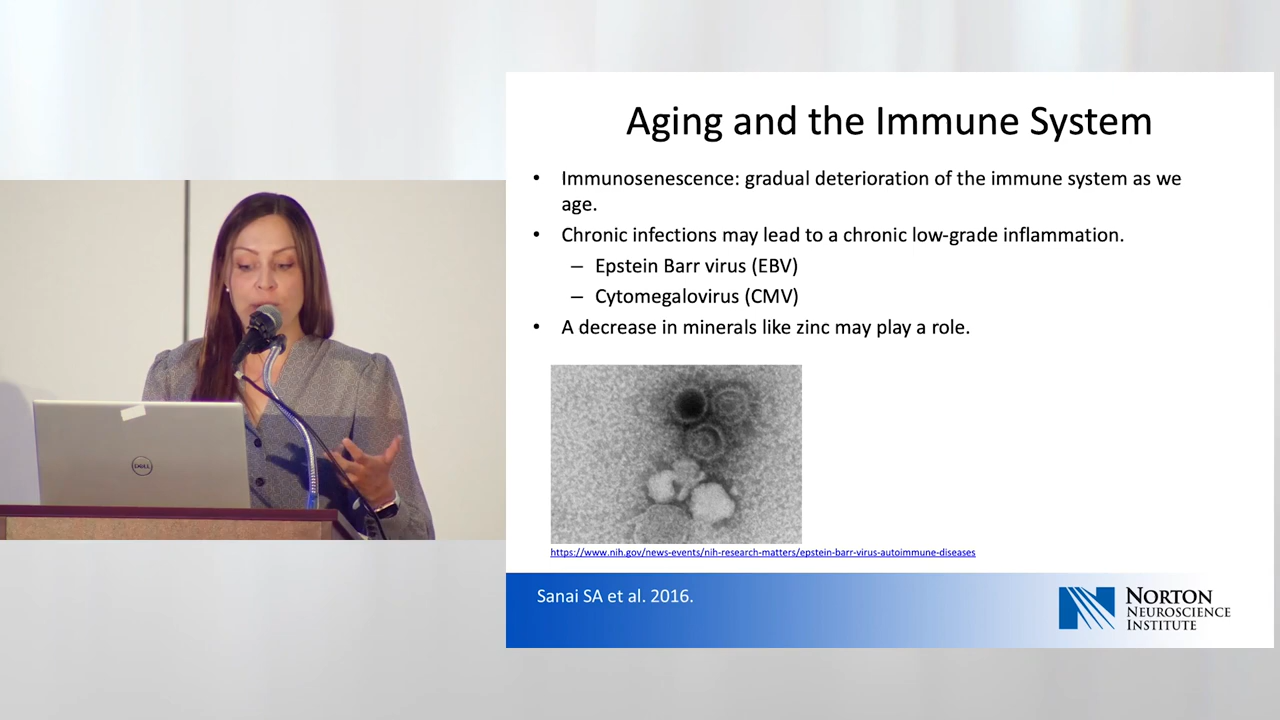 Aging and the Immune System
• Immunosenescence: gradual deterioration of the immune system as we
age.
• Chronic infections may lead to a chronic low-grade inflammation.
– Epstein Barr virus (EBV)
– Cytomegalovirus (CMV)
• A decrease in minerals like zinc may play a role.
https://www.nih.gov/news-events/nih-research-matters/epstein-barr-virus-autoimmune-diseases
Sanai SA et al. 2016.
NORTON
NEUROSCIENCE
INSTITUTE
DELL